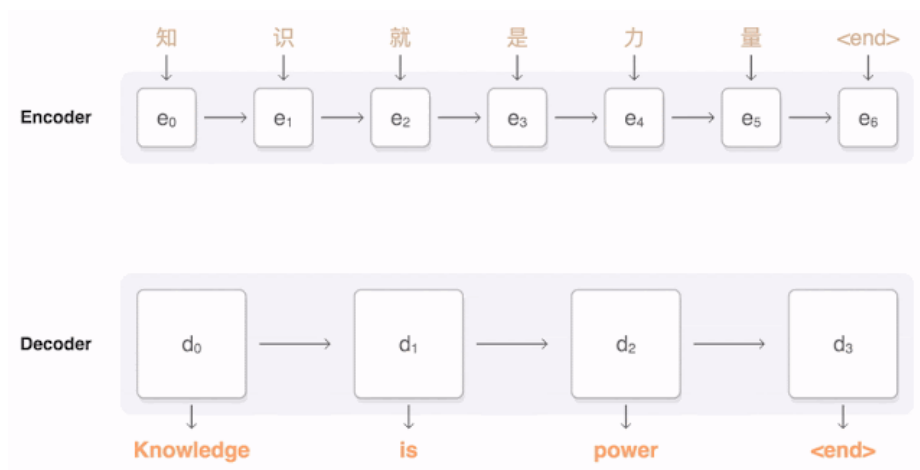 知 识 就 是 力 量 <end>
Encoder e₀ e₁ e₂ e₃ e₄ e₅ e₆
Decoder d₀ d₁ d₂ d₃
Knowledge is power <end>